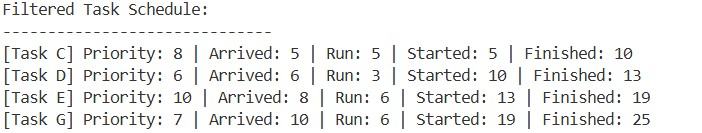 Filtered Task Schedule:
------------------------------
[Task C] Priority: 8 | Arrived: 5 | Run: 5 | Started: 5 | Finished: 10
[Task D] Priority: 6 | Arrived: 6 | Run: 3 | Started: 10 | Finished: 13
[Task E] Priority: 10 | Arrived: 8 | Run: 6 | Started: 13 | Finished: 19
[Task G] Priority: 7 | Arrived: 10 | Run: 6 | Started: 19 | Finished: 25